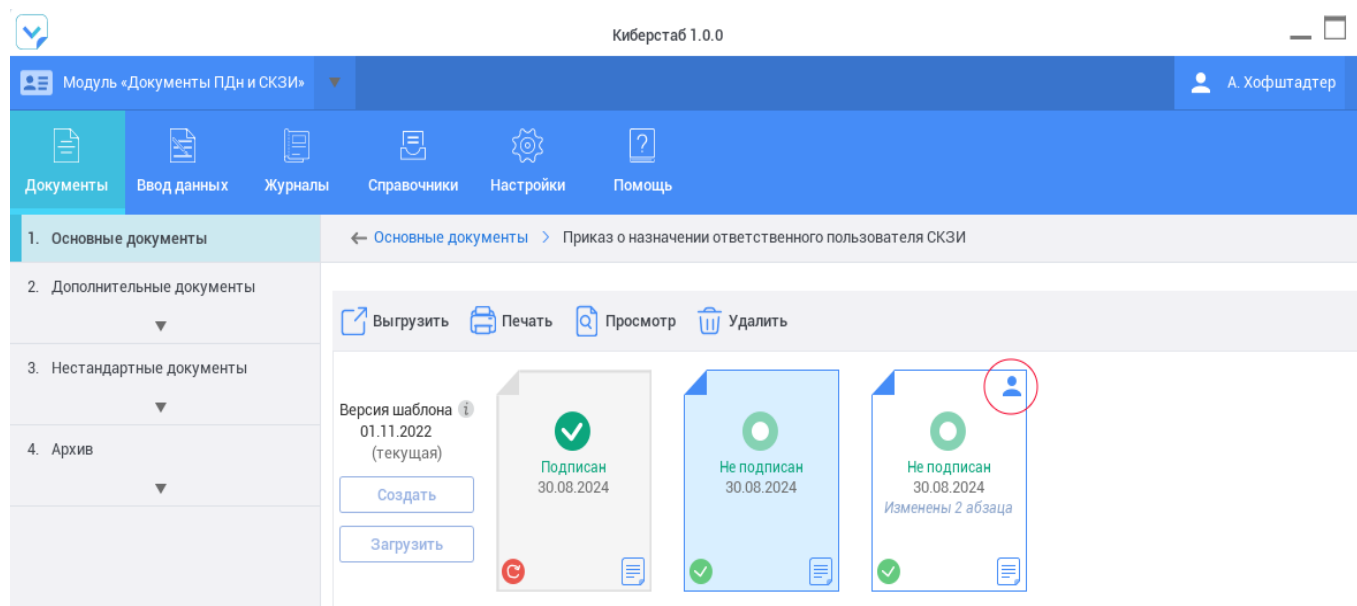 Киберстаб 1.0.0
Модуль «Документы ПДн и СКЗИ»
А. Хофштадтер
Документы
Ввод данных
Журналы
Справочники
Настройки
Помощь
1. Основные документы
← Основные документы > Приказ о назначении ответственного пользователя СКЗИ
2. Дополнительные документы
3. Нестандартные документы
4. Архив
Выгрузить
Печать
Просмотр
Удалить
Версия шаблона i
01.11.2022
(текущая)
Создать
Загрузить
Подписан
30.08.2024
Не подписан
30.08.2024
Не подписан
30.08.2024
Изменены 2 абзаца